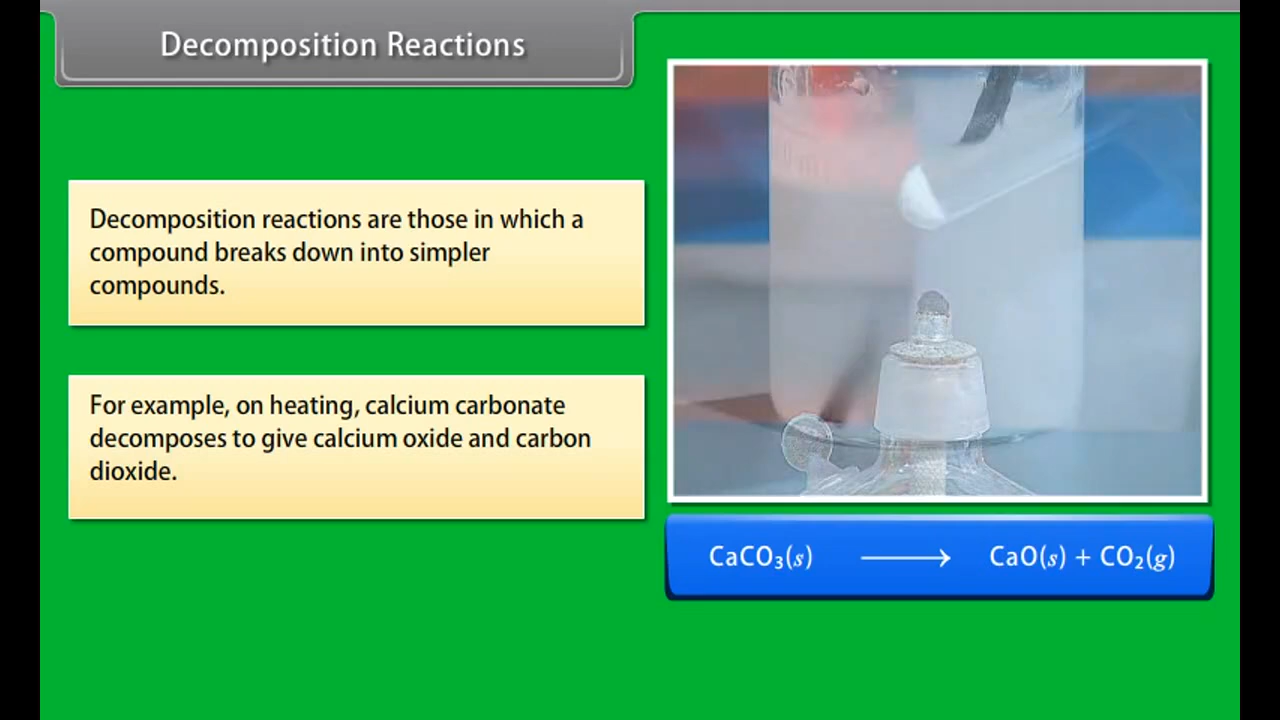 Decomposition Reactions
Decomposition reactions are those in which a
compound breaks down into simpler
compounds.
For example, on heating, calcium carbonate
decomposes to give calcium oxide and carbon
dioxide.
CaCO₃(s) ⟶ CaO(s) + CO₂(g)